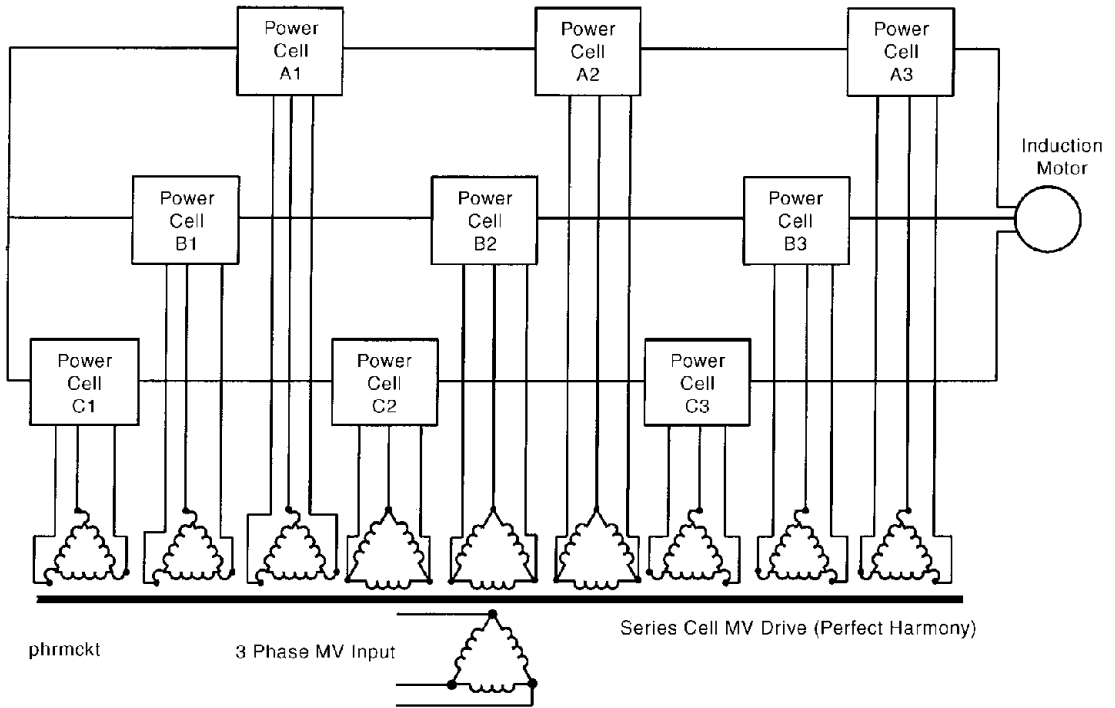 Power
Cell
A1
Power
Cell
A2
Power
Cell
A3
Induction
Motor
Power
Cell
B1
Power
Cell
B2
Power
Cell
B3
Power
Cell
C1
Power
Cell
C2
Power
Cell
C3
Series Cell MV Drive (Perfect Harmony)
phrmckt
3 Phase MV Input